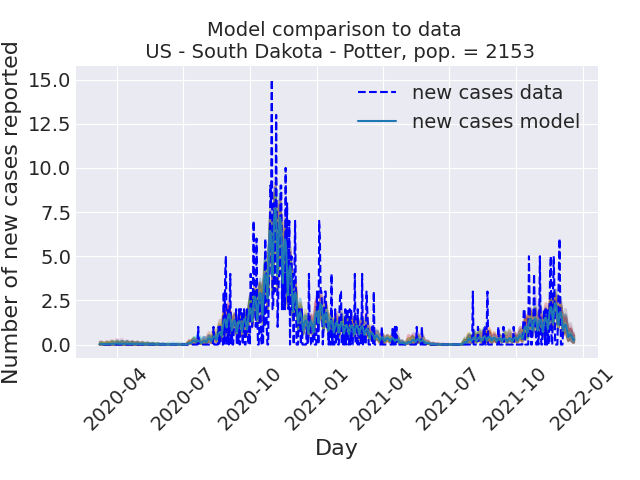 Model comparison to data
US - South Dakota - Potter, pop. = 2153
Number of new cases reported
15.0
12.5
10.0
7.5
5.0
2.5
0.0
new cases data
new cases model
2020-04
2020-07
2020-10
2021-01
2021-04
2021-07
2021-10
2022-01
Day